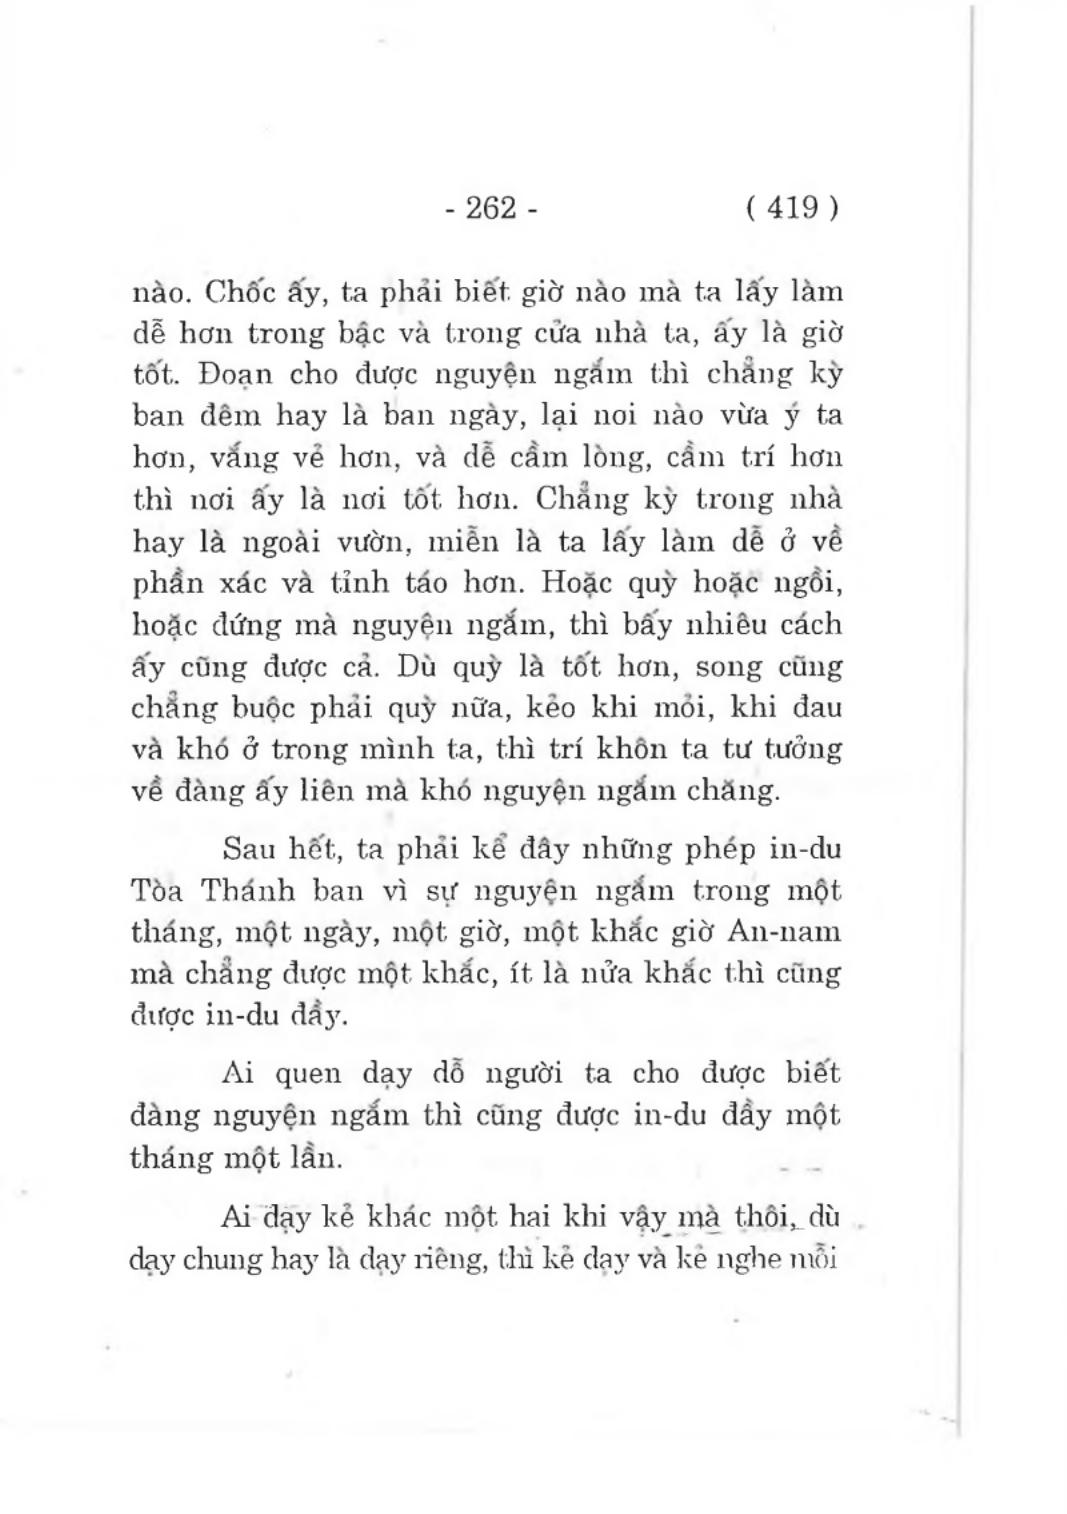 - 262 - ( 419 )
nào. Chốc ấy, ta phải biết giờ nào mà ta lấy làm
dễ hơn trong bậc và trong cửa nhà ta, ấy là giờ
tốt. Đoạn cho được nguyện ngắm thì chẳng kỳ
ban đêm hay là ban ngày, lại nơi nào vừa ý ta
hơn, vắng vẻ hơn, và dễ cầm lòng, cầm trí hơn
thì nơi ấy là nơi tốt hơn. Chẳng kỳ trong nhà
hay là ngoài vườn, miễn là ta lấy làm dễ ở về
phần xác và tỉnh táo hơn. Hoặc quỳ hoặc ngồi,
hoặc đứng mà nguyện ngắm, thì bấy nhiêu cách
ấy cũng được cả. Dù quỳ là tốt hơn, song cũng
chẳng buộc phải quỳ nữa, kẻo khi mỏi, khi đau
và khó ở trong mình ta, thì trí khôn ta tư tưởng
về đàng ấy liên mà khó nguyện ngắm chăng.
Sau hết, ta phải kể đây những phép in-du
Tòa Thánh ban vì sự nguyện ngắm trong một
tháng, một ngày, một giờ, một khắc giờ An-nam
mà chẳng được một khắc, ít là nửa khắc thì cũng
được in-du đầy.
Ai quen dạy dỗ người ta cho được biết
đàng nguyện ngắm thì cũng được in-du đầy một
tháng một lần.
Ai dạy kẻ khác một hai khi vậy mà thôi, dù
dạy chung hay là dạy riêng, thì kẻ dạy và kẻ nghe mỗi